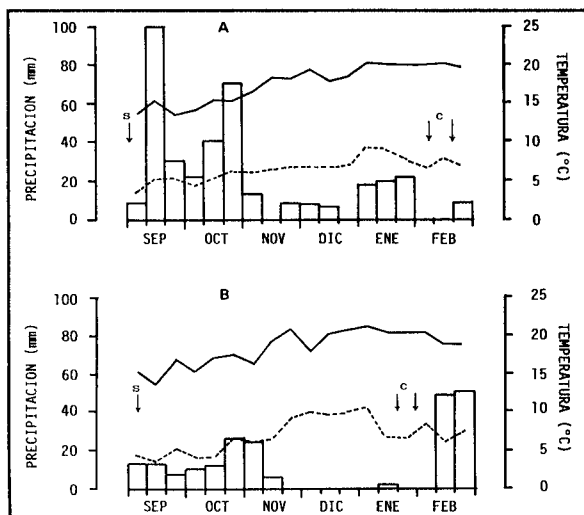 A
PRECIPITACION (mm)
100
80
60
40
20
0
S
C
25
20
15
10
5
0
TEMPERATURA (°C)
SEP OCT NOV DIC ENE FEB
B
PRECIPITACION (mm)
100
80
60
40
20
0
S
C
25
20
15
10
5
0
TEMPERATURA (°C)
SEP OCT NOV DIC ENE FEB